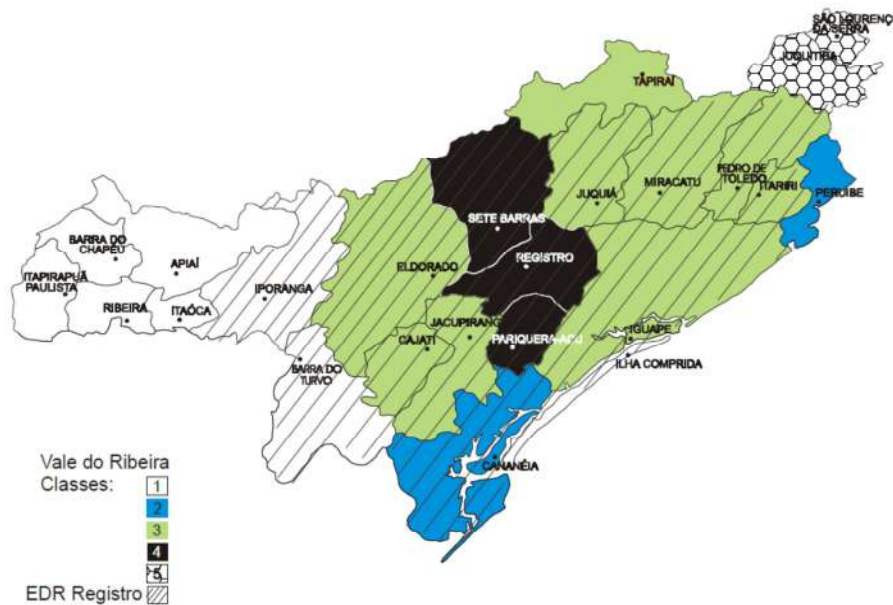 SÃO LOURENÇO
DA SERRA
JUQUITIBA
TAPIRAÍ
PEDRO DE
TOLEDO
ITARIRI
PERUIBE
JUQUIÁ
MIRACATU
SETE BARRAS
REGISTRO
ELDORADO
BARRA DO
CHAPÉU
APIAÍ
ITAPIRAPUÃ
PAULISTA
RIBEIRA
ITAÓCA
IPORANGA
JACUPIRANG
CAJATI
PARIQUERA-AÇU
IGUAPE
ILHA COMPRIDA
BARRA DO
TURVO
CANANÉIA
Vale do Ribeira
Classes:
1
2
3
4
5
EDR Registro